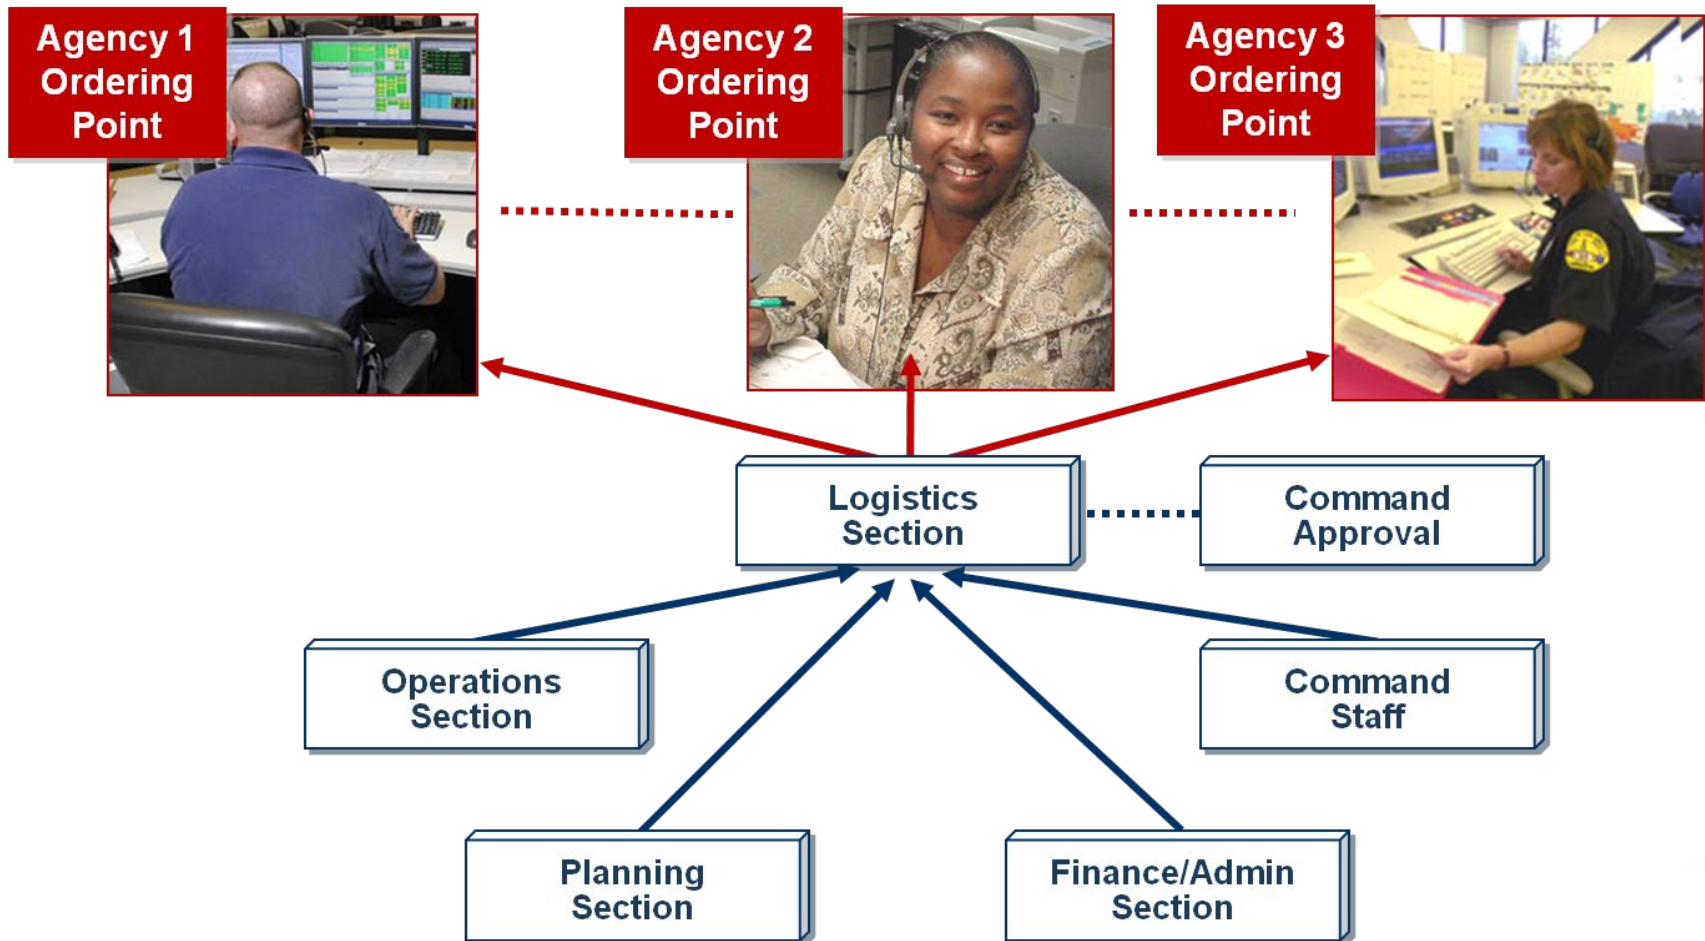 Agency 1
Ordering
Point
Agency 2
Ordering
Point
Agency 3
Ordering
Point
Logistics
Section
Command
Approval
Operations
Section
Command
Staff
Planning
Section
Finance/Admin
Section